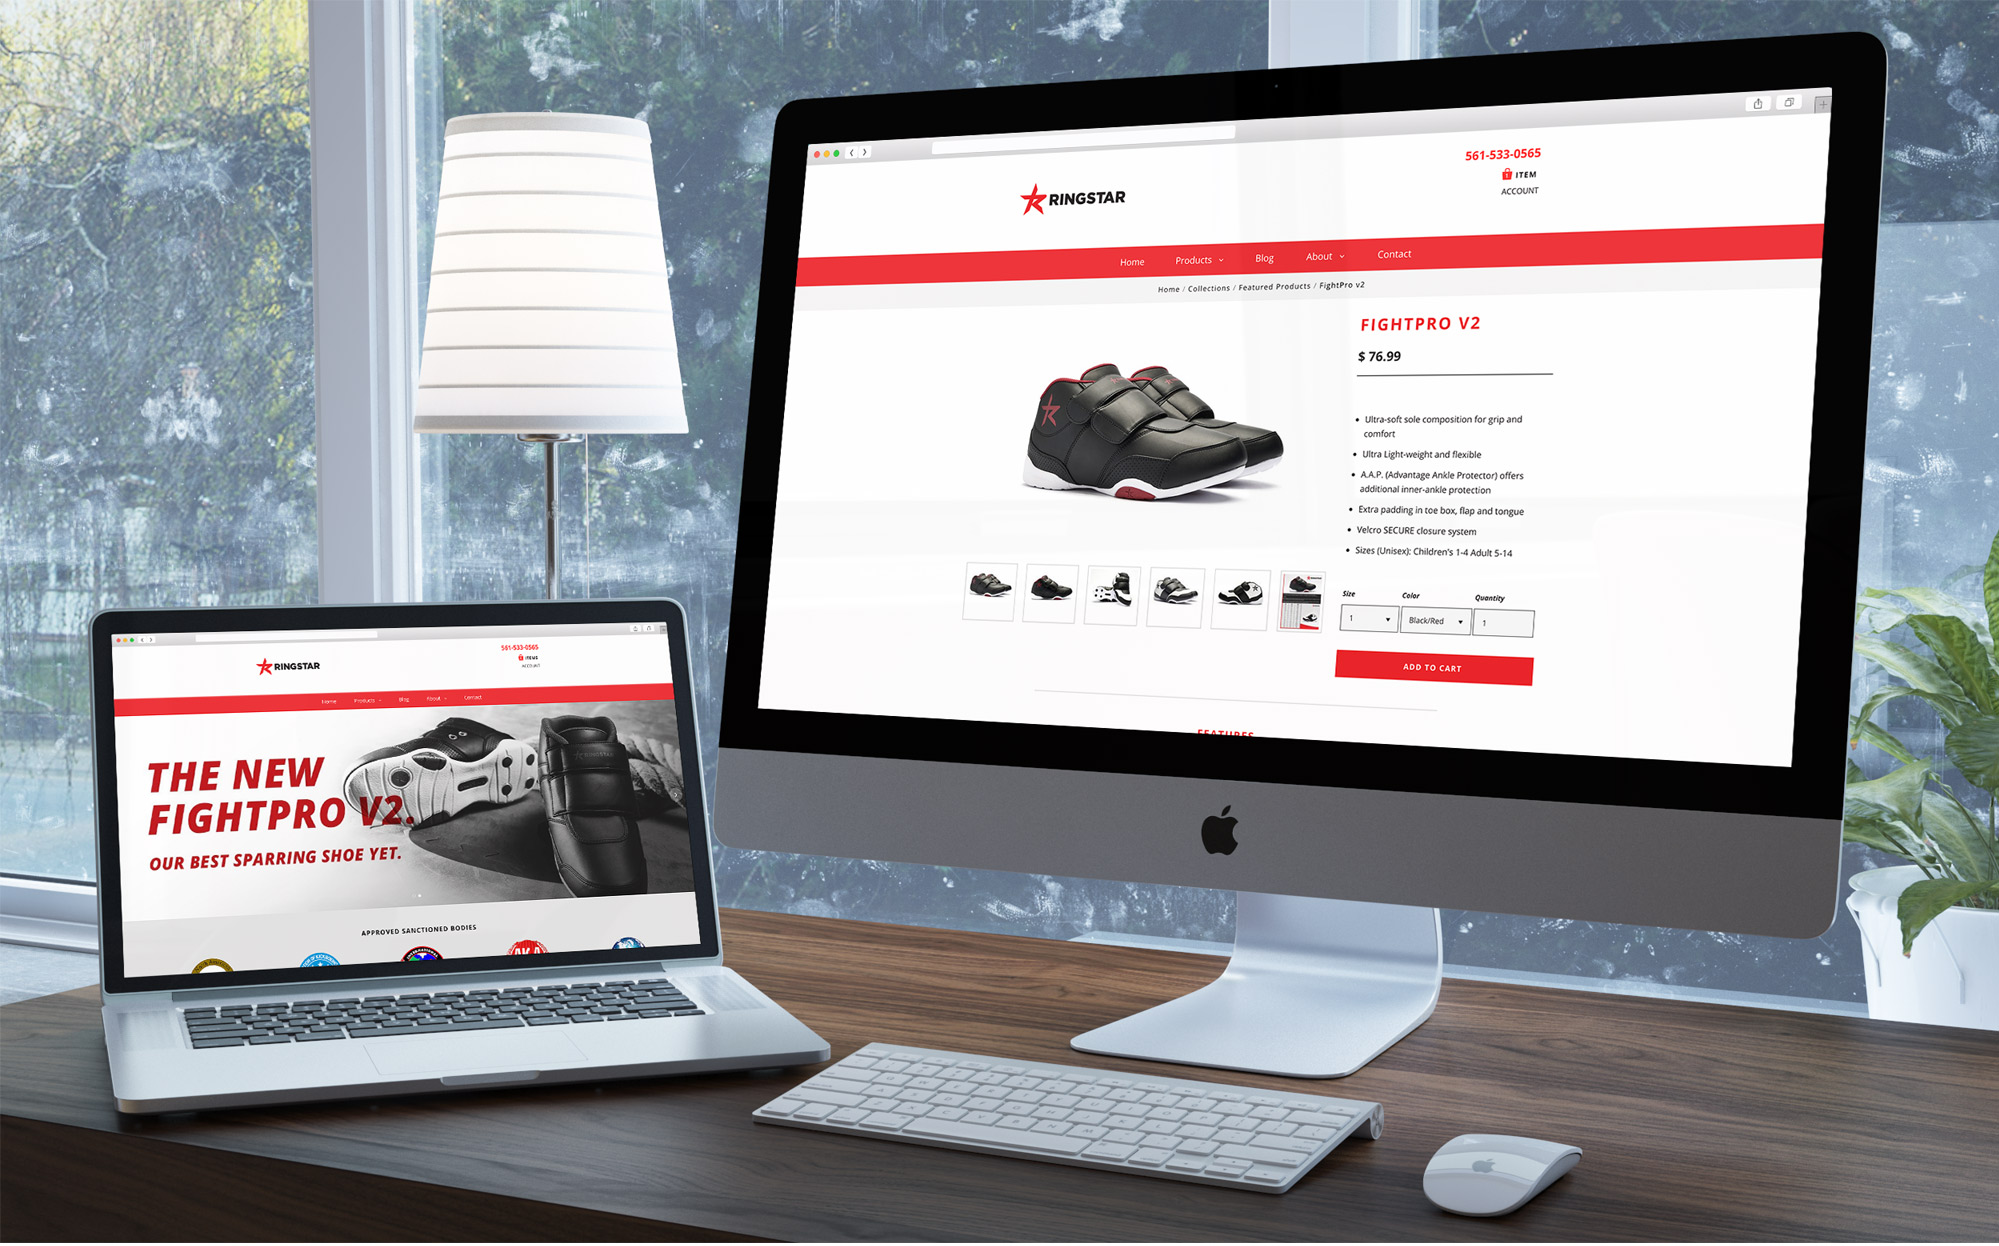 561-533-0565
1 ITEM
ACCOUNT
RINGSTAR
Home Products Blog About Contact
Home / Collections / Featured Products / FightPro v2
FIGHTPRO V2
$ 76.99
Ultra-soft sole composition for grip and
comfort
Ultra Light-weight and flexible
A.A.P. (Advantage Ankle Protector) offers
additional inner-ankle protection
Extra padding in toe box, flap and tongue
Velcro SECURE closure system
Sizes (Unisex): Children's 1-4 Adult 5-14
Size Color Quantity
1 Black/Red 1
ADD TO CART
FEATURES
561-533-0565
ITEMS
ACCOUNT
RINGSTAR
Home Products Blog About Contact
THE NEW
FIGHTPRO V2.
OUR BEST SPARRING SHOE YET.
APPROVED SANCTIONED BODIES
AKA